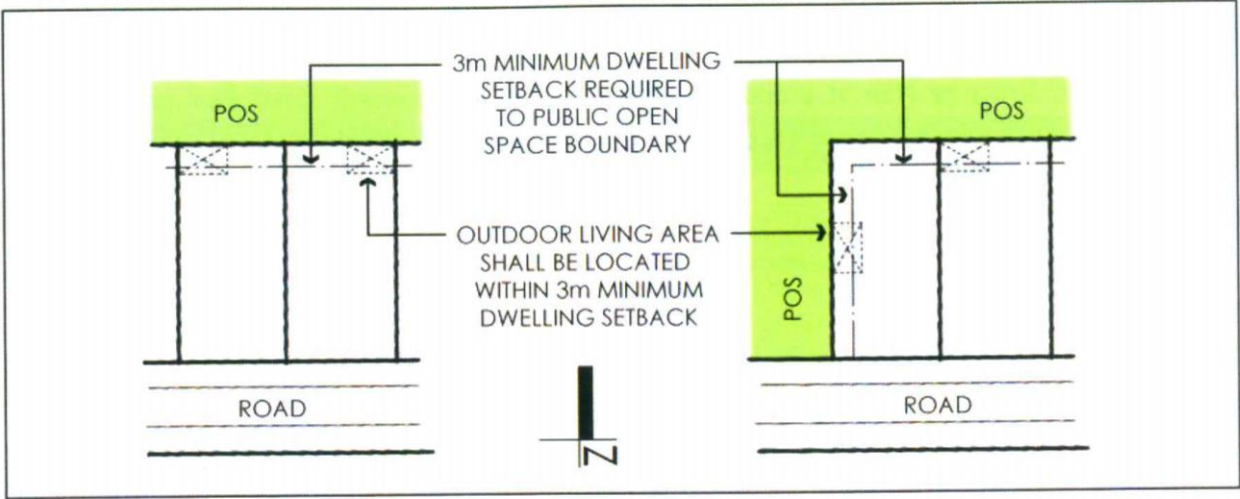 3m MINIMUM DWELLING
SETBACK REQUIRED
TO PUBLIC OPEN
SPACE BOUNDARY
POS
POS
OUTDOOR LIVING AREA
SHALL BE LOCATED
WITHIN 3m MINIMUM
DWELLING SETBACK
POS
ROAD
ROAD
N